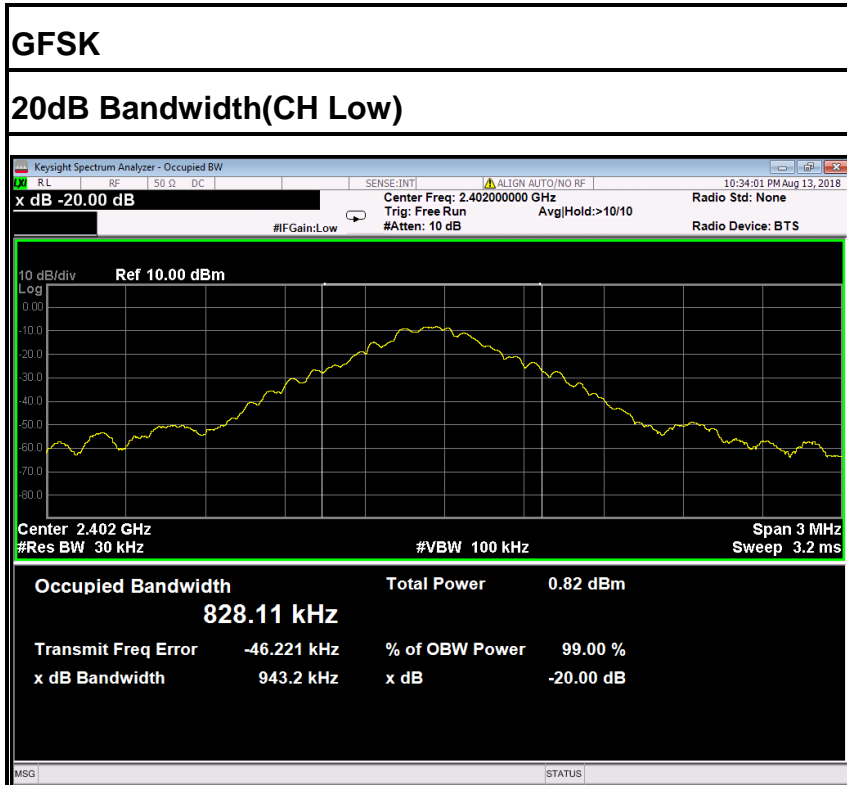 GFSK
20dB Bandwidth(CH Low)
Keysight Spectrum Analyzer - Occupied BW
LXI RL RF 50 Ω DC SENSE:INT ALIGN AUTO/NO RF 10:34:01 PM Aug 13, 2018
x dB -20.00 dB Center Freq: 2.402000000 GHz Radio Std: None
Trig: Free Run Avg|Hold:>10/10
#IFGain:Low #Atten: 10 dB Radio Device: BTS
10 dB/div Ref 10.00 dBm
Log
0.00
-10.0
-20.0
-30.0
-40.0
-50.0
-60.0
-70.0
-80.0
Center 2.402 GHz Span 3 MHz
#Res BW 30 kHz #VBW 100 kHz Sweep 3.2 ms
Occupied Bandwidth Total Power 0.82 dBm
828.11 kHz
Transmit Freq Error -46.221 kHz % of OBW Power 99.00 %
x dB Bandwidth 943.2 kHz x dB -20.00 dB
MSG STATUS